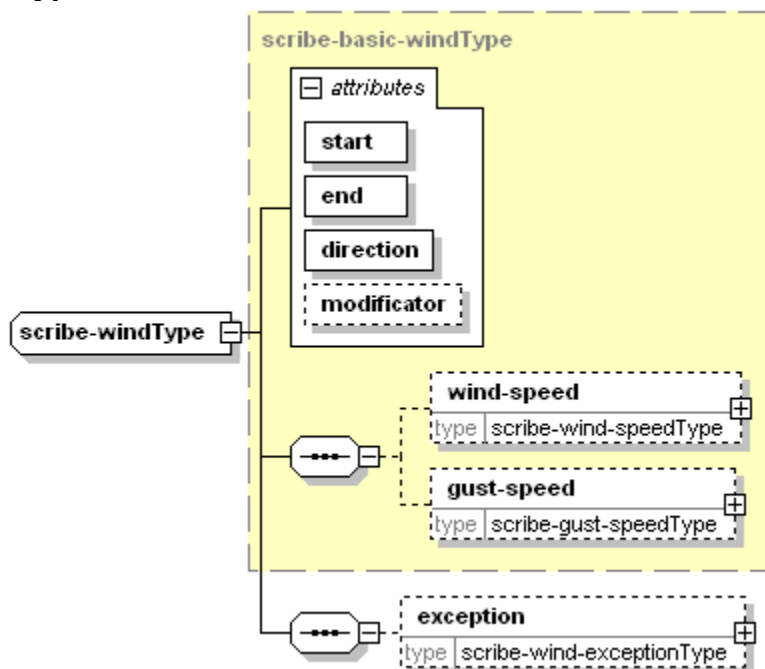 scribe-basic-windType
attributes
start
end
direction
modificator
scribe-windType
wind-speed
type scribe-wind-speedType
gust-speed
type scribe-gust-speedType
exception
type scribe-wind-exceptionType